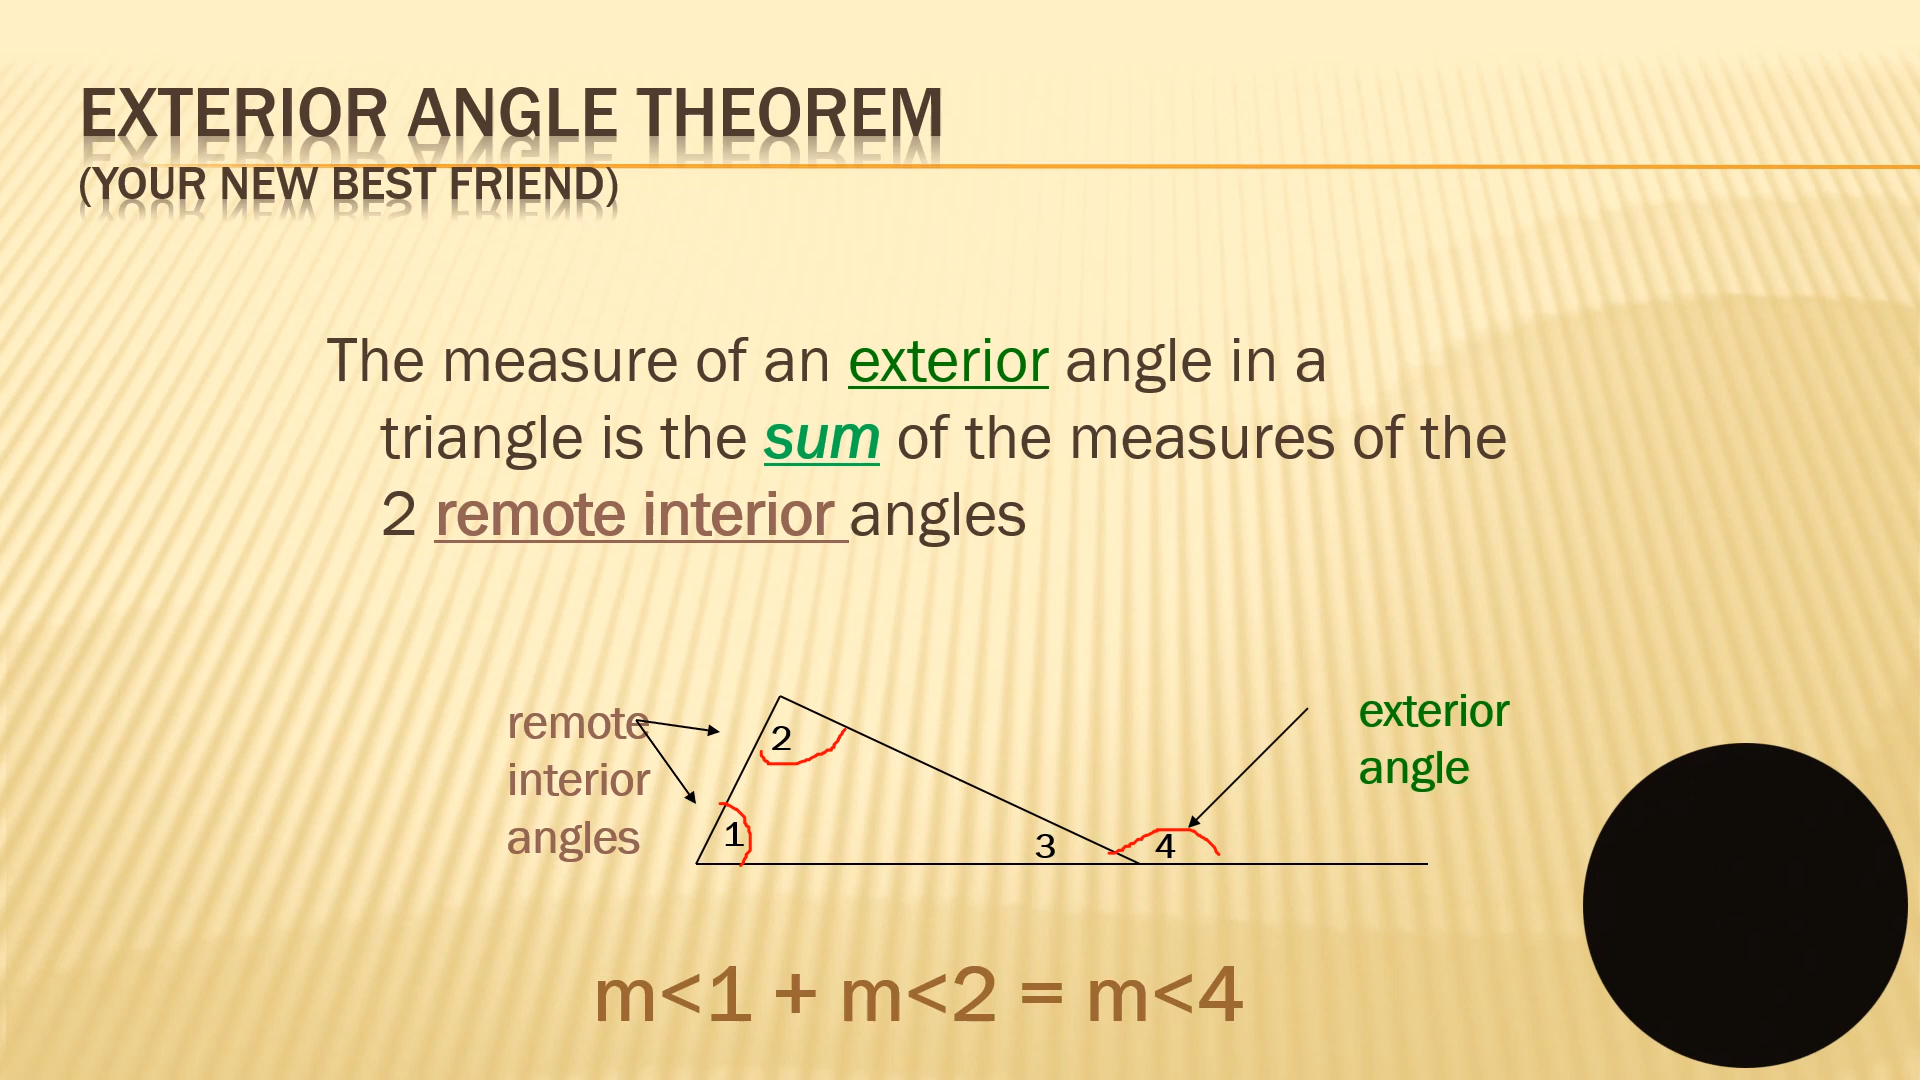 EXTERIOR ANGLE THEOREM
(YOUR NEW BEST FRIEND)
The measure of an exterior angle in a
triangle is the sum of the measures of the
2 remote interior angles
remote
interior
angles
2
1
3
4
exterior
angle
m<1 + m<2 = m<4